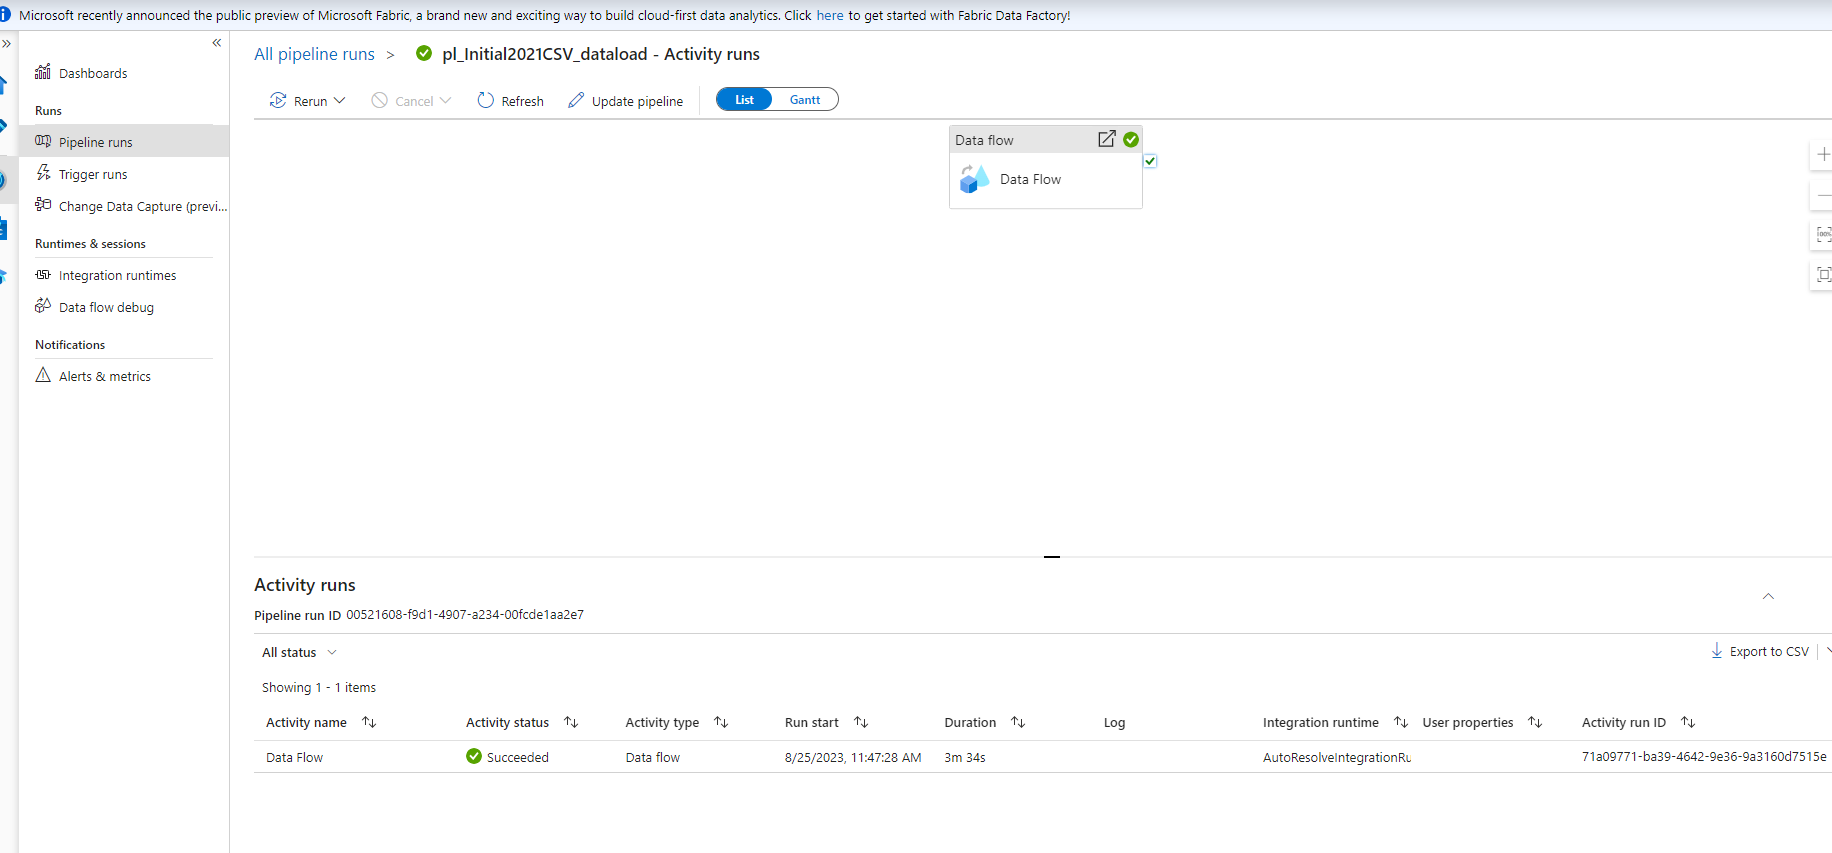 Microsoft recently announced the public preview of Microsoft Fabric, a brand new and exciting way to build cloud-first data analytics. Click here to get started with Fabric Data Factory!
Dashboards
Runs
Pipeline runs
Trigger runs
Change Data Capture (previ...
Runtimes & sessions
Integration runtimes
Data flow debug
Notifications
Alerts & metrics
All pipeline runs > pl_Initial2021CSV_dataload - Activity runs
Rerun Cancel Refresh Update pipeline List Gantt
Data flow
Data Flow
100%
Activity runs
Pipeline run ID 00521608-f9d1-4907-a234-00fcde1aa2e7
All status
Export to CSV
Showing 1 - 1 items
Activity name Activity status Activity type Run start Duration Log Integration runtime User properties Activity run ID
Data Flow Succeeded Data flow 8/25/2023, 11:47:28 AM 3m 34s AutoResolveIntegrationRu 71a09771-ba39-4642-9e36-9a3160d7515e